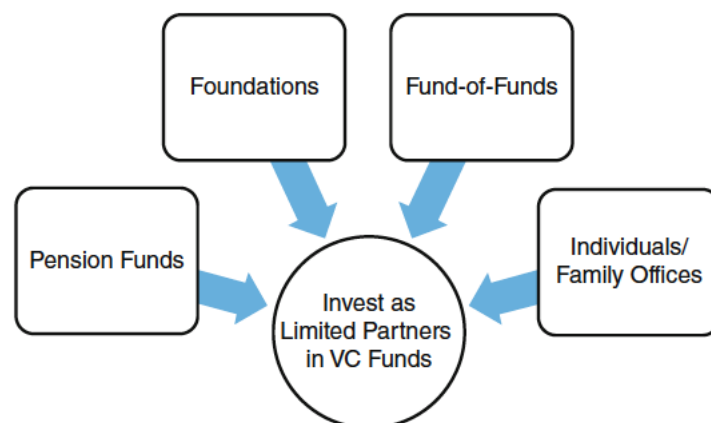 Foundations
Fund-of-Funds
Pension Funds
Individuals/
Family Offices
Invest as
Limited Partners
in VC Funds